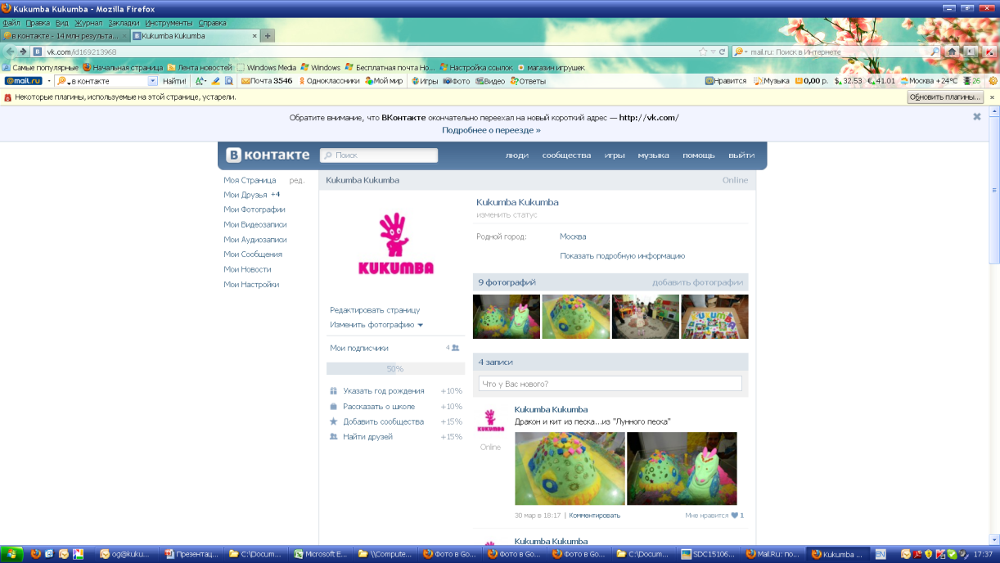 Kukumba Kukumba - Mozilla Firefox
Файл Правка Вид Журнал Закладки Инструменты Справка
в контакте - 14 млн результа... Kukumba Kukumba
vk.com/id169213968 mail.ru: Поиск в Интернете
Самые популярные Начальная страница Лента новостей Windows Media Windows Бесплатная почта Но... Настройка ссылок магазин игрушек
@mail.ru в контакте Найти! Почта 3546 Одноклассники Мой мир Игры Фото Видео Ответы Нравится Музыка 0,00 р. $ 32.53 € 41.01 Москва +24°C 26
Некоторые плагины, используемые на этой странице, устарели. Обновить плагины...
Обратите внимание, что ВКонтакте окончательно переехал на новый короткий адрес — http://vk.com/
Подробнее о переезде »
В контакте Поиск люди сообщества игры музыка помощь выйти
Моя Страница ред.
Мои Друзья +4
Мои Фотографии
Мои Видеозаписи
Мои Аудиозаписи
Мои Сообщения
Мои Новости
Мои Настройки
Kukumba Kukumba Online
KUKUMBA
Редактировать страницу
Изменить фотографию
Мои подписчики 4
50%
Указать год рождения +10%
Рассказать о школе +10%
Добавить сообщества +15%
Найти друзей +15%
Kukumba Kukumba
изменить статус
Родной город: Москва
Показать подробную информацию
9 фотографий добавить фотографии
4 записи
Что у Вас нового?
KUKUMBA
Online
Kukumba Kukumba
Дракон и кит из песка...из "Лунного песка"
30 мар в 18:17 | Комментировать Мне нравится 1
Kukumba Kukumba
og@kuku... Презентац... C:\Docum... Microsoft E... \\Compute... Фото в Go... Фото в Go... Фото в Go... C:\Docum... SDC15106... Mail.Ru: по... Kukumba ... EN 17:37